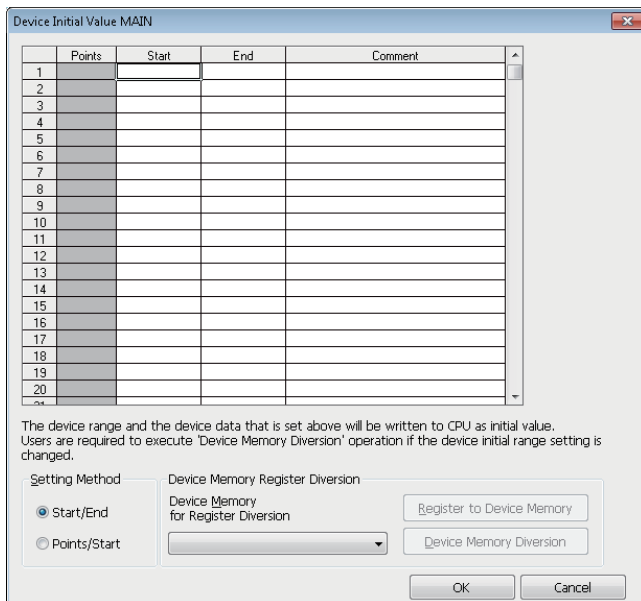 Device Initial Value MAIN
Points Start End Comment
1
2
3
4
5
6
7
8
9
10
11
12
13
14
15
16
17
18
19
20
21
The device range and the device data that is set above will be written to CPU as initial value.
Users are required to execute 'Device Memory Diversion' operation if the device initial range setting is
changed.
Setting Method
Start/End
Points/Start
Device Memory Register Diversion
Device Memory
for Register Diversion
Register to Device Memory
Device Memory Diversion
OK Cancel